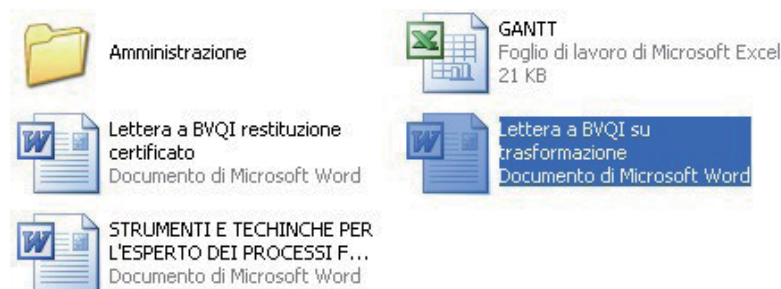 Amministrazione
GANTT
Foglio di lavoro di Microsoft Excel
21 KB
Lettera a BVQI restituzione
certificato
Documento di Microsoft Word
Lettera a BVQI su
trasformazione
Documento di Microsoft Word
STRUMENTI E TECHINCHE PER
L'ESPERTO DEI PROCESSI F...
Documento di Microsoft Word